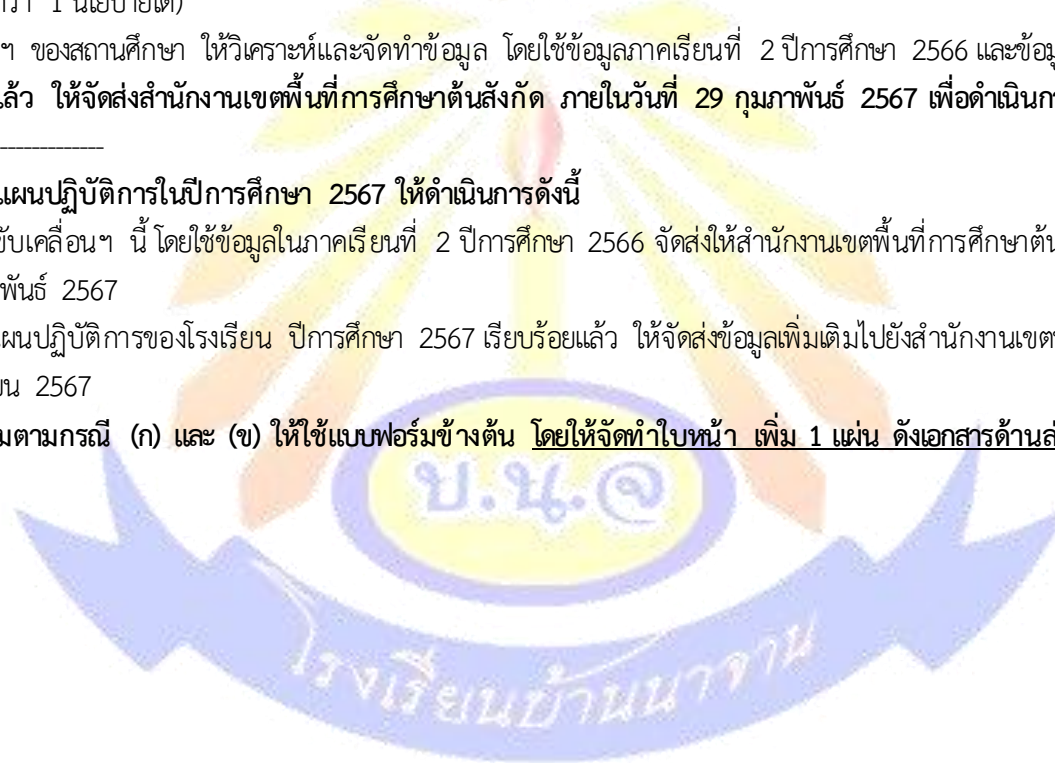 กว่า 1 นโยบายได้)
ฯ ของสถานศึกษา ให้วิเคราะห์และจัดทำข้อมูล โดยใช้ข้อมูลภาคเรียนที่ 2 ปีการศึกษา 2566 และข้อมู
ล้ว ให้จัดส่งสำนักงานเขตพื้นที่การศึกษาต้นสังกัด ภายในวันที่ 29 กุมภาพันธ์ 2567 เพื่อดำเนินกา
-------------
แผนปฏิบัติการในปีการศึกษา 2567 ให้ดำเนินการดังนี้
ขับเคลื่อนฯ นี้ โดยใช้ข้อมูลในภาคเรียนที่ 2 ปีการศึกษา 2566 จัดส่งให้สำนักงานเขตพื้นที่การศึกษาต้น
พันธ์ 2567
แผนปฏิบัติการของโรงเรียน ปีการศึกษา 2567 เรียบร้อยแล้ว ให้จัดส่งข้อมูลเพิ่มเติมไปยังสำนักงานเขต
ยน 2567
มตามกรณี (ก) และ (ข) ให้ใช้แบบฟอร์มข้างต้น โดยให้จัดทำใบหน้า เพิ่ม 1 แผ่น ดังเอกสารด้านล่
บ.น.จ
โรงเรียนบ้านนาจาน